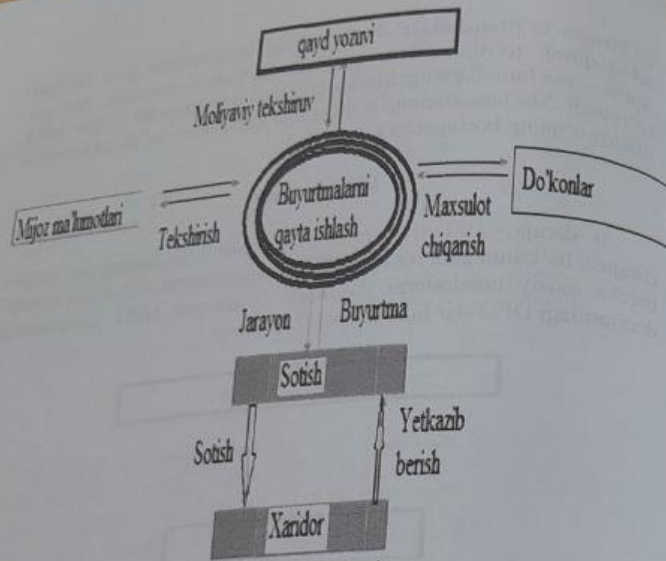 qayd yozuvi
Moliyaviy tekshiruv
Mijoz ma'lumotlari
Tekshirish
Buyurtmalarni
qayta ishlash
Maxsulot
chiqarish
Do'konlar
Jarayon
Buyurtma
Sotish
Sotish
Yetkazib
berish
Xaridor